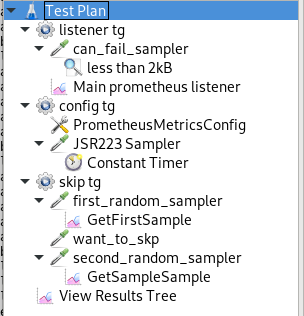 Test Plan
listener tg
can_fail_sampler
less than 2kB
Main prometheus listener
config tg
PrometheusMetricsConfig
JSR223 Sampler
Constant Timer
skip tg
first_random_sampler
GetFirstSample
want_to_skp
second_random_sampler
GetSampleSample
View Results Tree